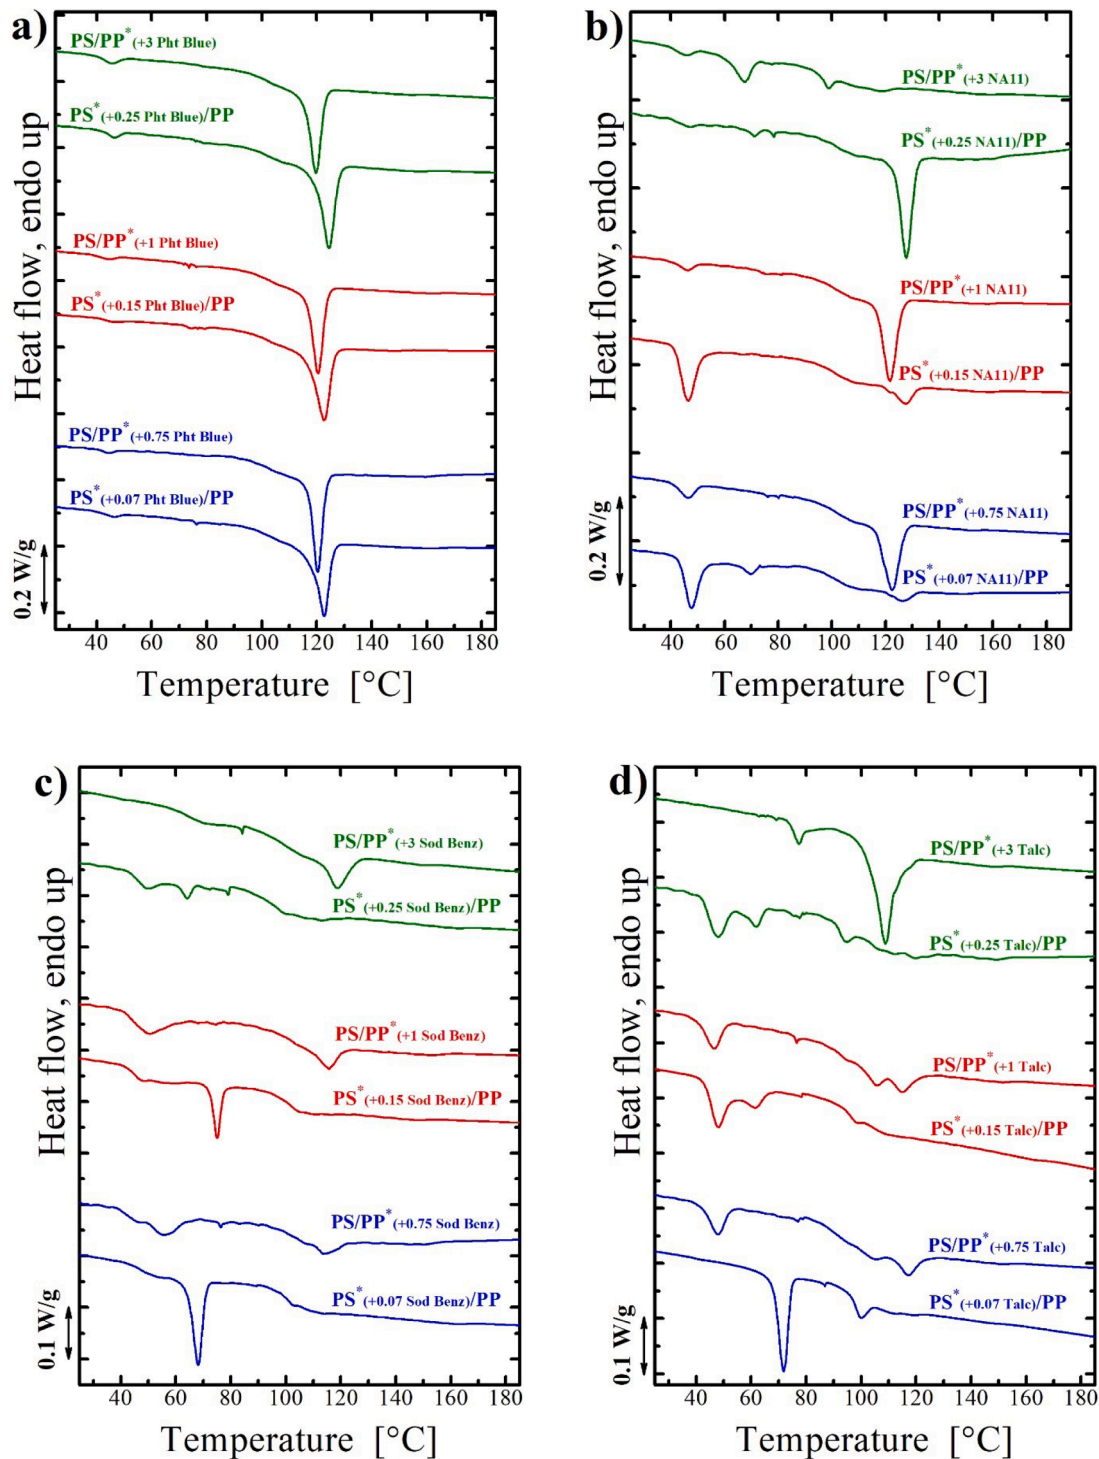 a)
PS/PP*(+3 Pht Blue)
PS*(+0.25 Pht Blue)/PP
PS/PP*(+1 Pht Blue)
PS*(+0.15 Pht Blue)/PP
PS/PP*(+0.75 Pht Blue)
PS*(+0.07 Pht Blue)/PP
Heat flow, endo up
0.2 W/g
40 60 80 100 120 140 160 180
Temperature [°C]
b)
PS/PP*(+3 NA11)
PS*(+0.25 NA11)/PP
PS/PP*(+1 NA11)
PS*(+0.15 NA11)/PP
PS/PP*(+0.75 NA11)
PS*(+0.07 NA11)/PP
Heat flow, endo up
0.2 W/g
40 60 80 100 120 140 160 180
Temperature [°C]
c)
PS/PP*(+3 Sod Benz)
PS*(+0.25 Sod Benz)/PP
PS/PP*(+1 Sod Benz)
PS*(+0.15 Sod Benz)/PP
PS/PP*(+0.75 Sod Benz)
PS*(+0.07 Sod Benz)/PP
Heat flow, endo up
0.1 W/g
40 60 80 100 120 140 160 180
Temperature [°C]
d)
PS/PP*(+3 Talc)
PS*(+0.25 Talc)/PP
PS/PP*(+1 Talc)
PS*(+0.15 Talc)/PP
PS/PP*(+0.75 Talc)
PS*(+0.07 Talc)/PP
Heat flow, endo up
0.1 W/g
40 60 80 100 120 140 160 180
Temperature [°C]